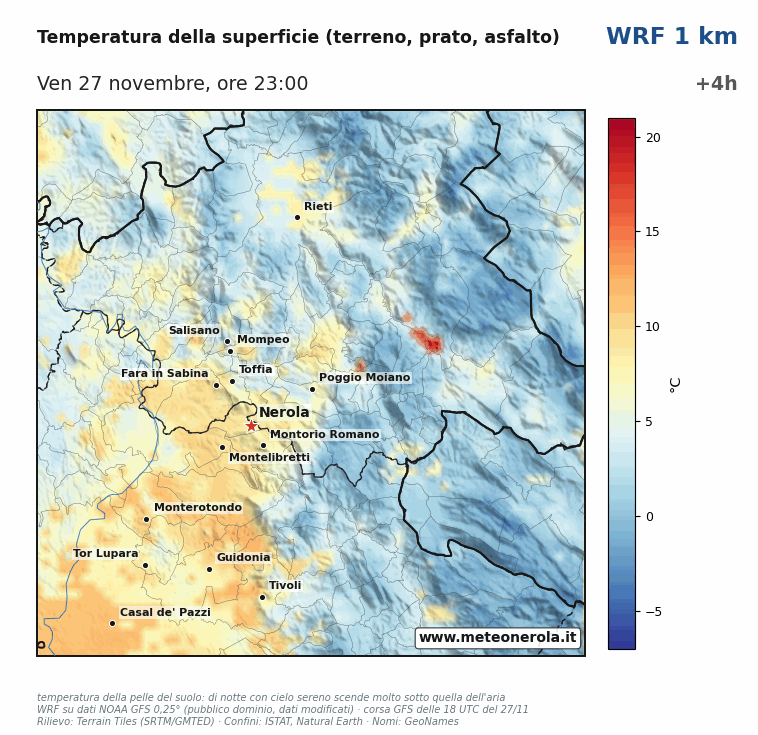 Temperatura della superficie (terreno, prato, asfalto)
WRF 1 km
Ven 27 novembre, ore 23:00
+4h
Rieti
Salisano
Mompeo
Fara in Sabina
Toffia
Poggio Moiano
Nerola
Montorio Romano
Montelibretti
Monterotondo
Tor Lupara
Guidonia
Tivoli
Casal de' Pazzi
www.meteonerola.it
20
15
10
5
0
−5
°C
temperatura della pelle del suolo: di notte con cielo sereno scende molto sotto quella dell'aria
WRF su dati NOAA GFS 0,25° (pubblico dominio, dati modificati) · corsa GFS delle 18 UTC del 27/11
Rilievo: Terrain Tiles (SRTM/GMTED) · Confini: ISTAT, Natural Earth · Nomi: GeoNames